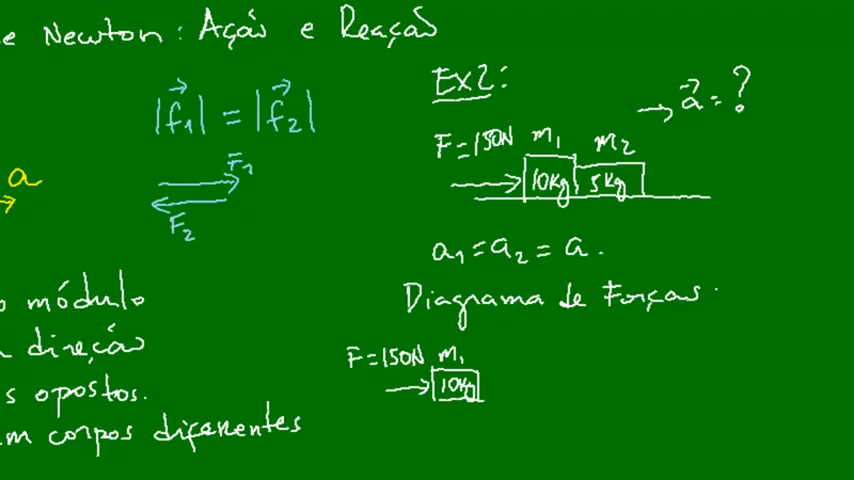 e Newton: Ação e Reação
|f1| = |f2|
F1
F2
a
o módulo
direção
s opostos.
m corpos diferentes
Ex2:
a = ?
F=150N m1 m2
10Kg 5Kg
a1 = a2 = a.
Diagrama de Forças.
F=150N m1
10Kg